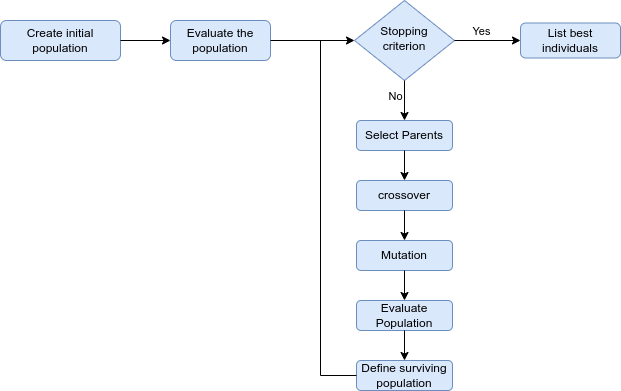 Create initial
population
Evaluate the
population
Stopping
criterion
Yes
List best
individuals
No
Select Parents
crossover
Mutation
Evaluate
Population
Define surviving
population